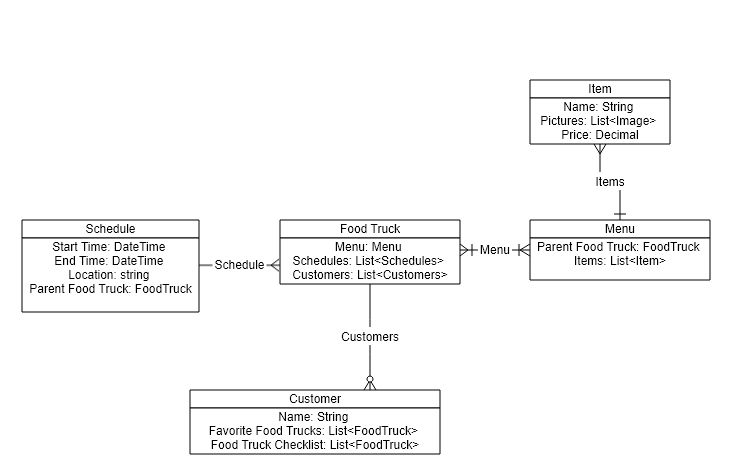 Item
Name: String
Pictures: List<Image>
Price: Decimal
Items
Schedule
Start Time: DateTime
End Time: DateTime
Location: string
Parent Food Truck: FoodTruck
Schedule
Food Truck
Menu: Menu
Schedules: List<Schedules>
Customers: List<Customers>
Menu
Menu
Parent Food Truck: FoodTruck
Items: List<Item>
Customers
Customer
Name: String
Favorite Food Trucks: List<FoodTruck>
Food Truck Checklist: List<FoodTruck>